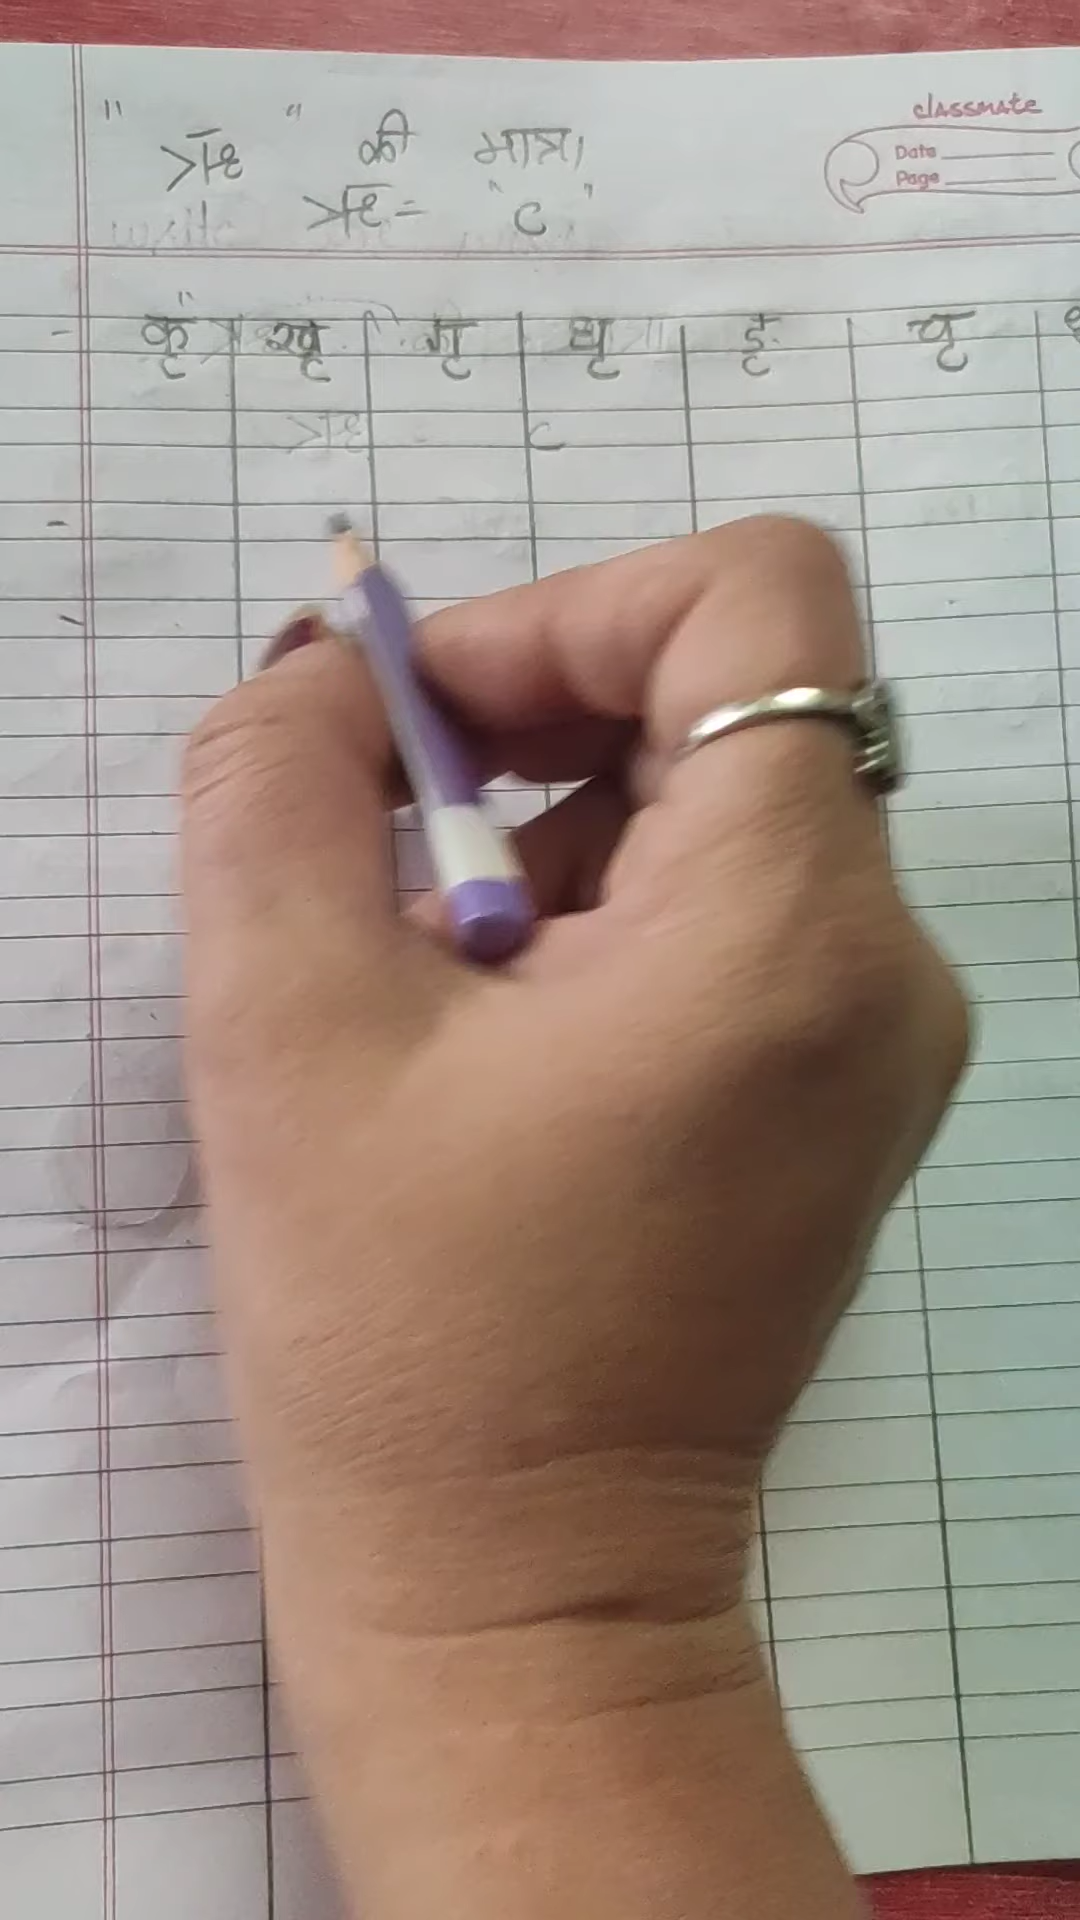 classmate
"ऋ" की मात्रा
Date
Page
ऋ = "ृ"
कृ खृ गृ घृ ङृ चृ